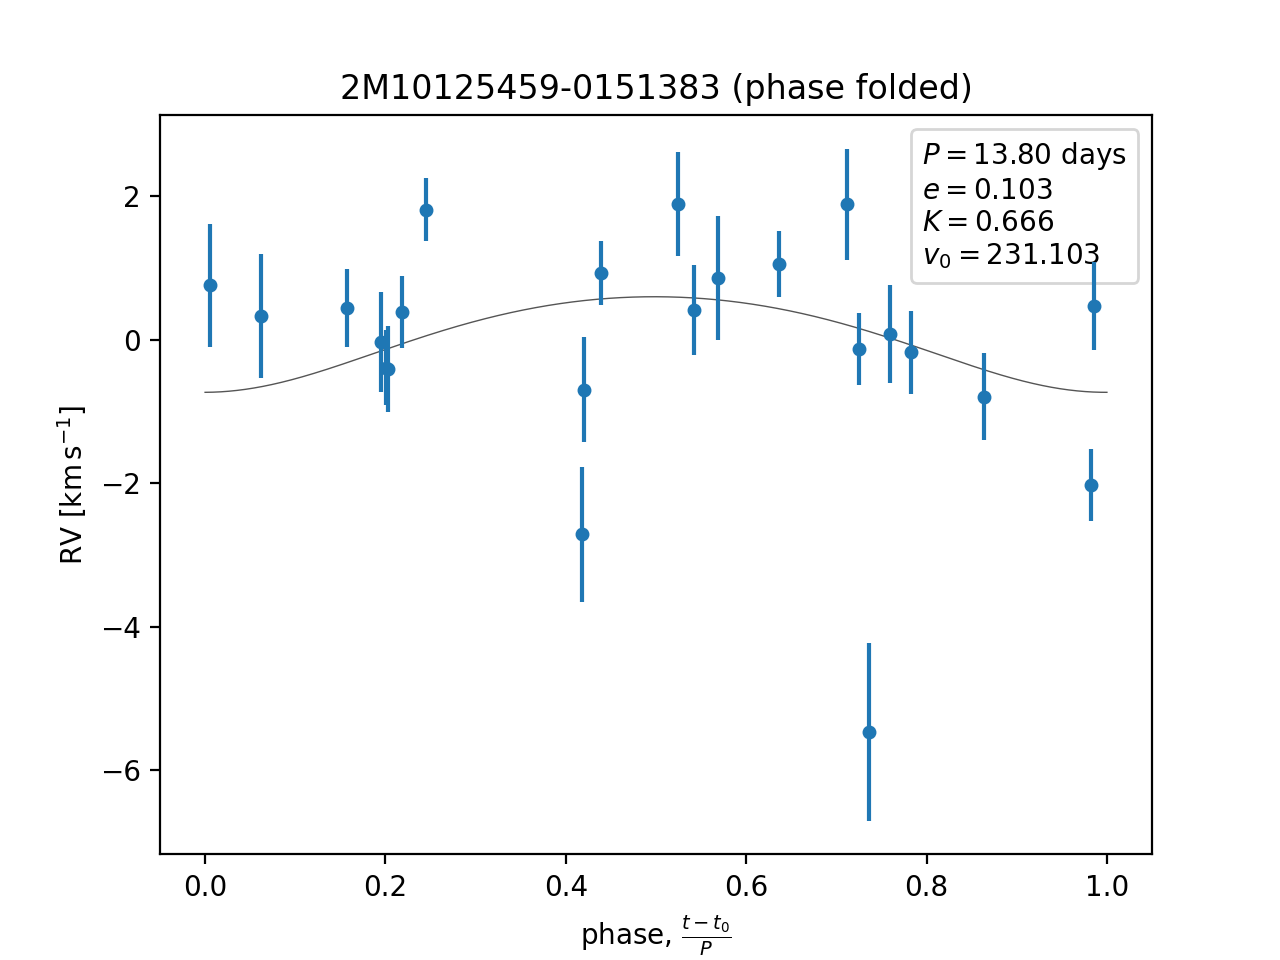 2M10125459-0151383 (phase folded)
P = 13.80 days
e = 0.103
K = 0.666
v₀ = 231.103
2
0
−2
−4
−6
RV [km s⁻¹]
0.0 0.2 0.4 0.6 0.8 1.0
phase, (t − t₀)/P